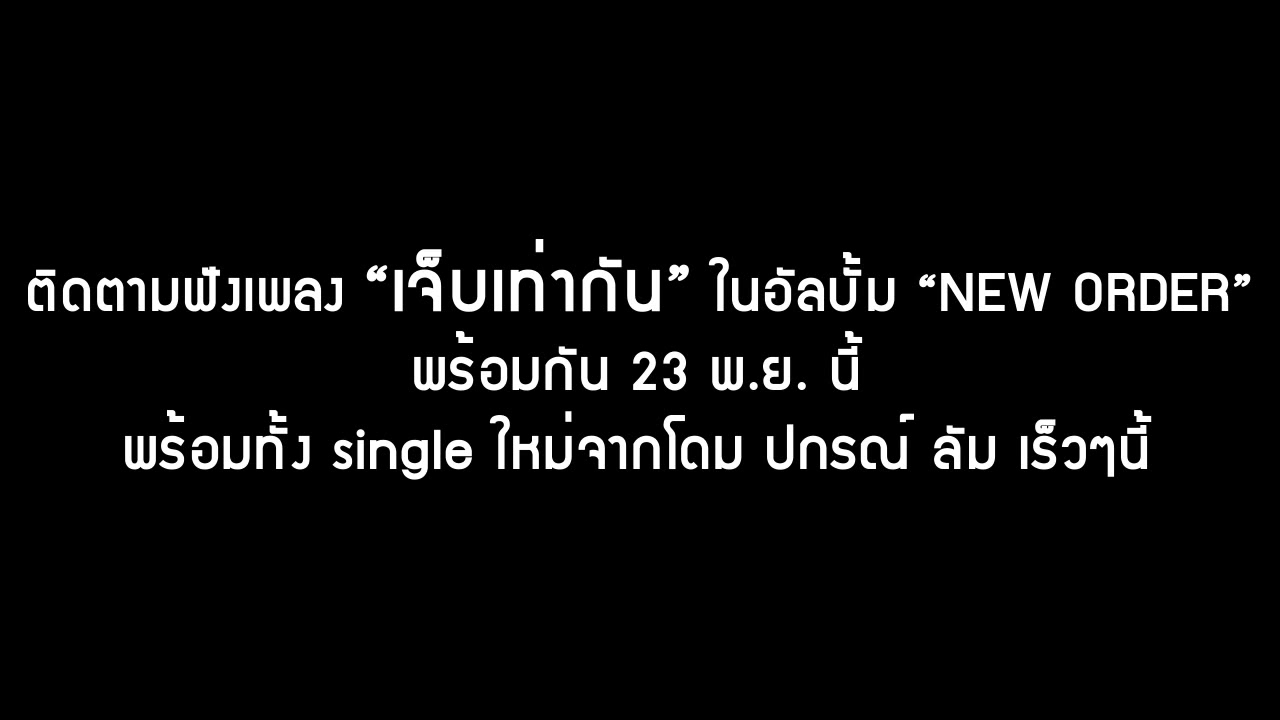 ติดตามฟังเพลง “เจ็บเท่ากัน” ในอัลบั้ม “NEW ORDER”
พร้อมกัน 23 พ.ย. นี้
พร้อมทั้ง single ใหม่จากโดม ปกรณ์ ลัม เร็วๆนี้